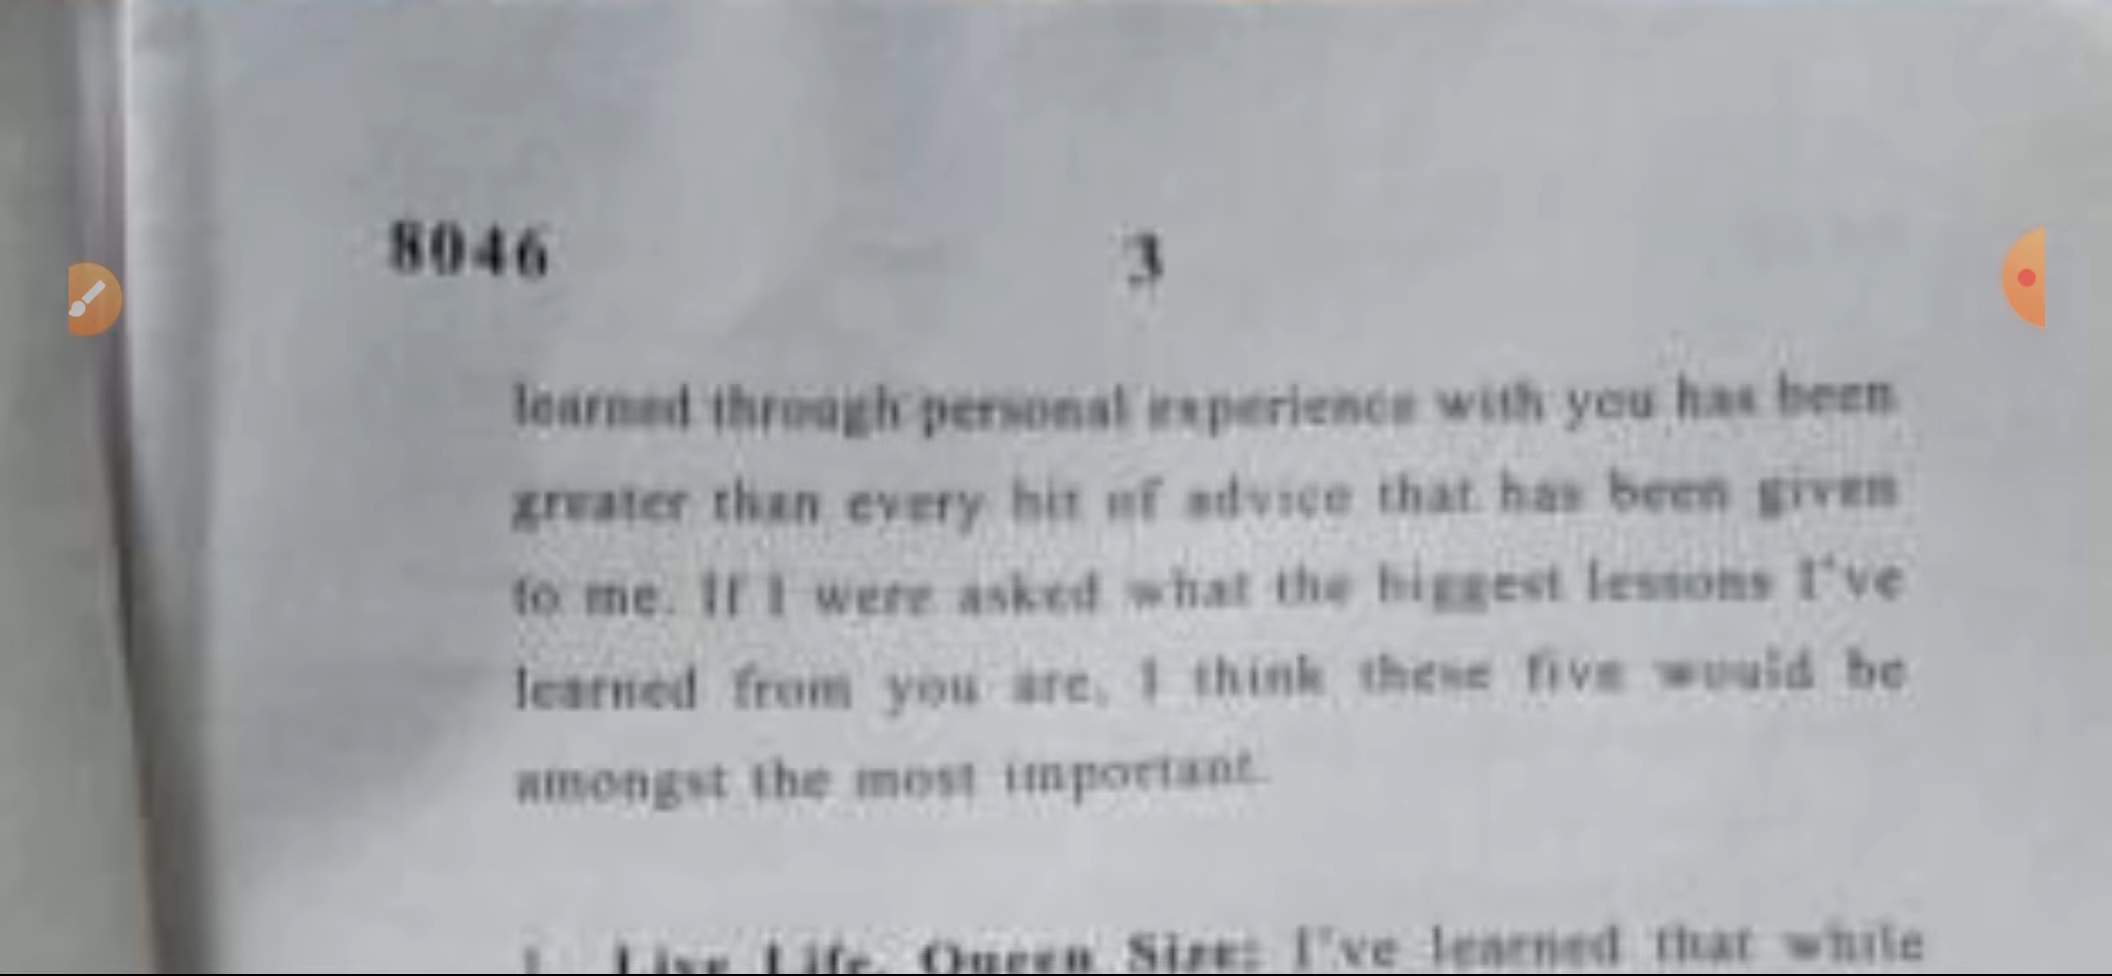 8046 3
learned through personal experience with you has been
greater than every bit of advice that has been given
to me. If I were asked what the biggest lessons I've
learned from you are, I think these five would be
amongst the most important.
1. Live Life, Queen Size: I've learned that while